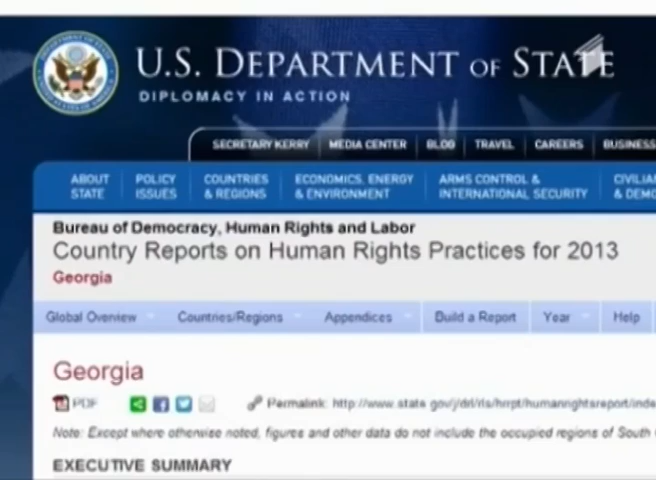 U.S. DEPARTMENT OF STATE
DIPLOMACY IN ACTION
SECRETARY KERRY MEDIA CENTER BLOG TRAVEL CAREERS BUSINESS
ABOUT STATE POLICY ISSUES COUNTRIES & REGIONS ECONOMICS, ENERGY & ENVIRONMENT ARMS CONTROL & INTERNATIONAL SECURITY CIVILIA & DEMO
Bureau of Democracy, Human Rights and Labor
Country Reports on Human Rights Practices for 2013
Georgia
Global Overview Countries/Regions Appendices Build a Report Year Help
Georgia
PDF Permalink: http://www.state.gov/j/drl/rls/hrrpt/humanrightsreport/inde
Note: Except where otherwise noted, figures and other data do not include the occupied regions of South
EXECUTIVE SUMMARY